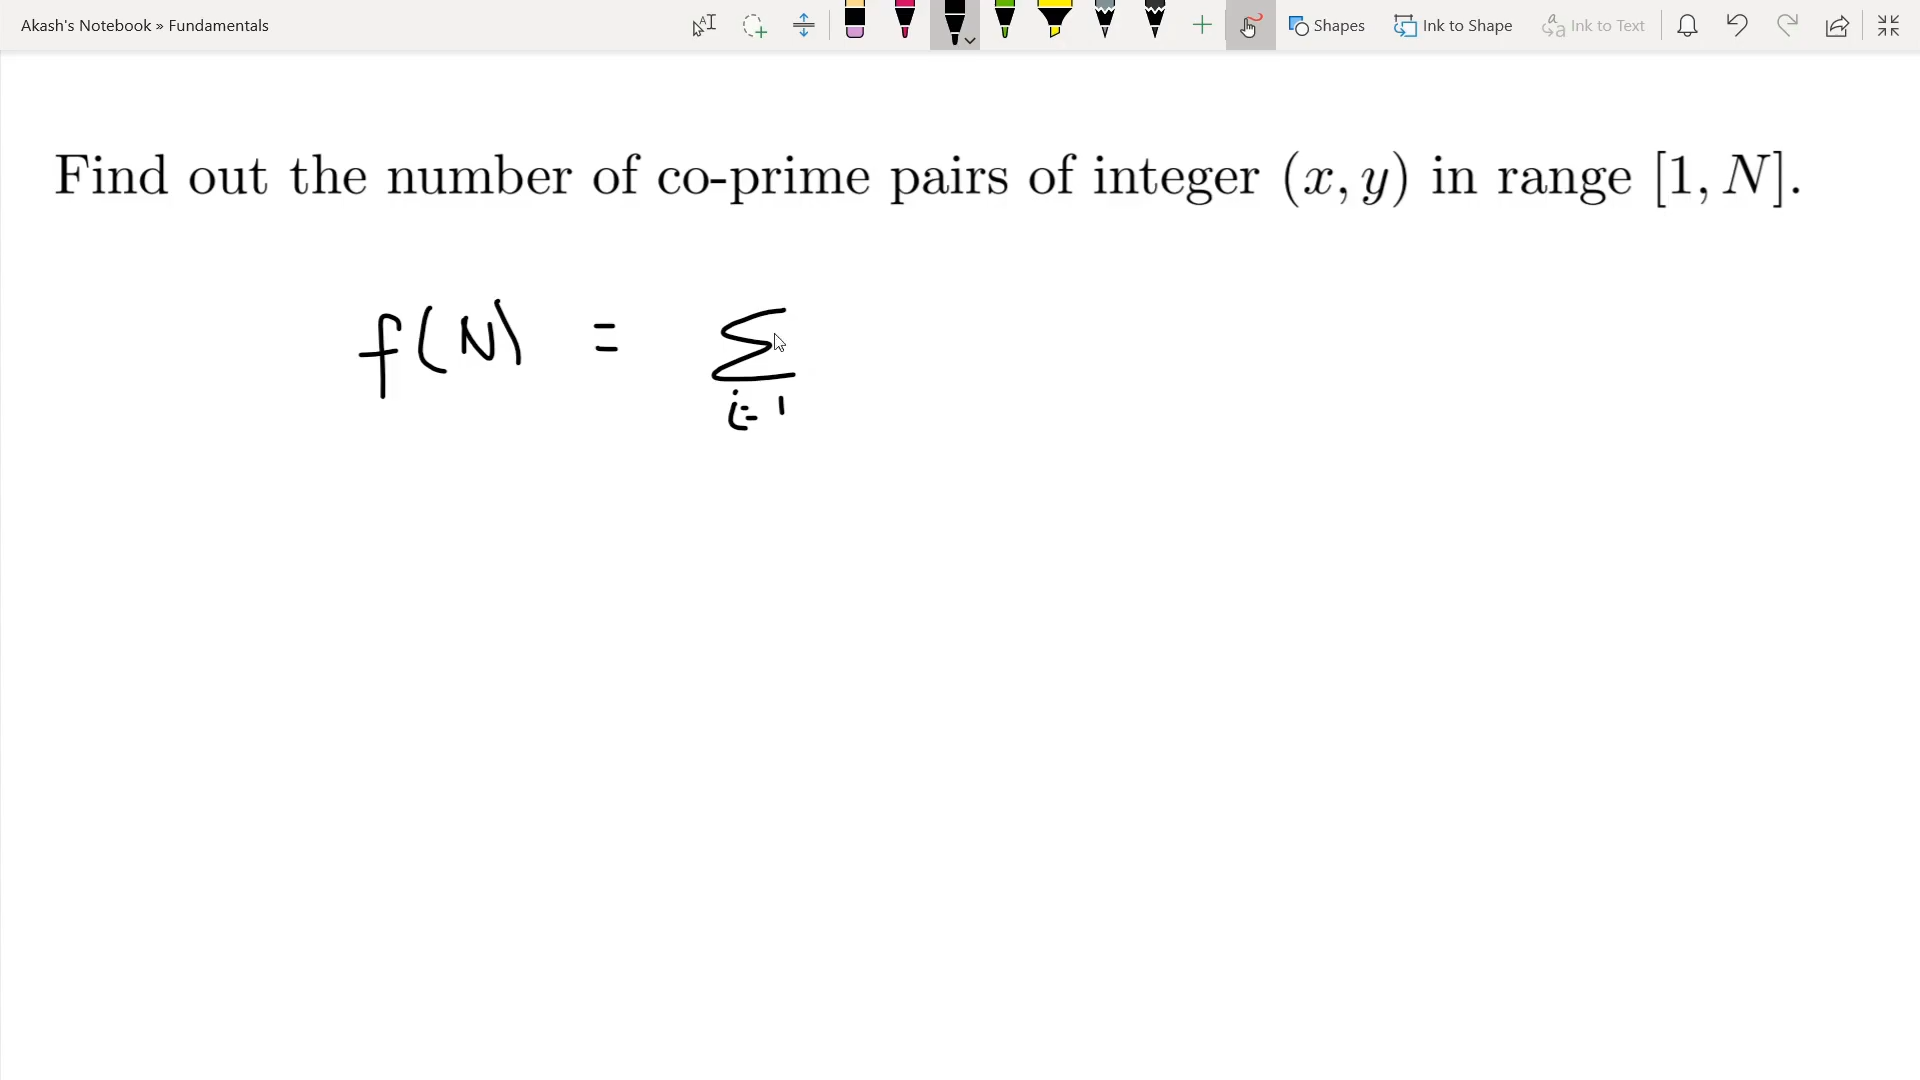 Akash's Notebook » Fundamentals
Shapes Ink to Shape Ink to Text
Find out the number of co-prime pairs of integer (x, y) in range [1, N].
f(N) = Σ
i=1